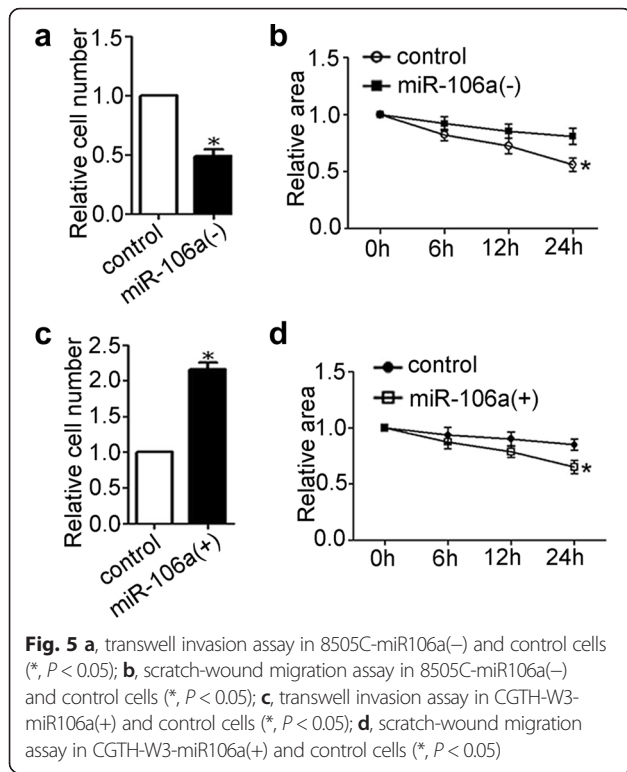 a
Relative cell number
1.5
1.0
0.5
0.0
*
control
miR-106a(-)
b
control
miR-106a(-)
Relative area
1.5
1.0
0.5
0.0
*
0h 6h 12h 24h
c
Relative cell number
2.5
2.0
1.5
1.0
0.5
0.0
*
control
miR-106a(+)
d
control
miR-106a(+)
Relative area
1.5
1.0
0.5
0.0
*
0h 6h 12h 24h
Fig. 5 a, transwell invasion assay in 8505C-miR106a(−) and control cells
(*, P < 0.05); b, scratch-wound migration assay in 8505C-miR106a(−)
and control cells (*, P < 0.05); c, transwell invasion assay in CGTH-W3-
miR106a(+) and control cells (*, P < 0.05); d, scratch-wound migration
assay in CGTH-W3-miR106a(+) and control cells (*, P < 0.05)